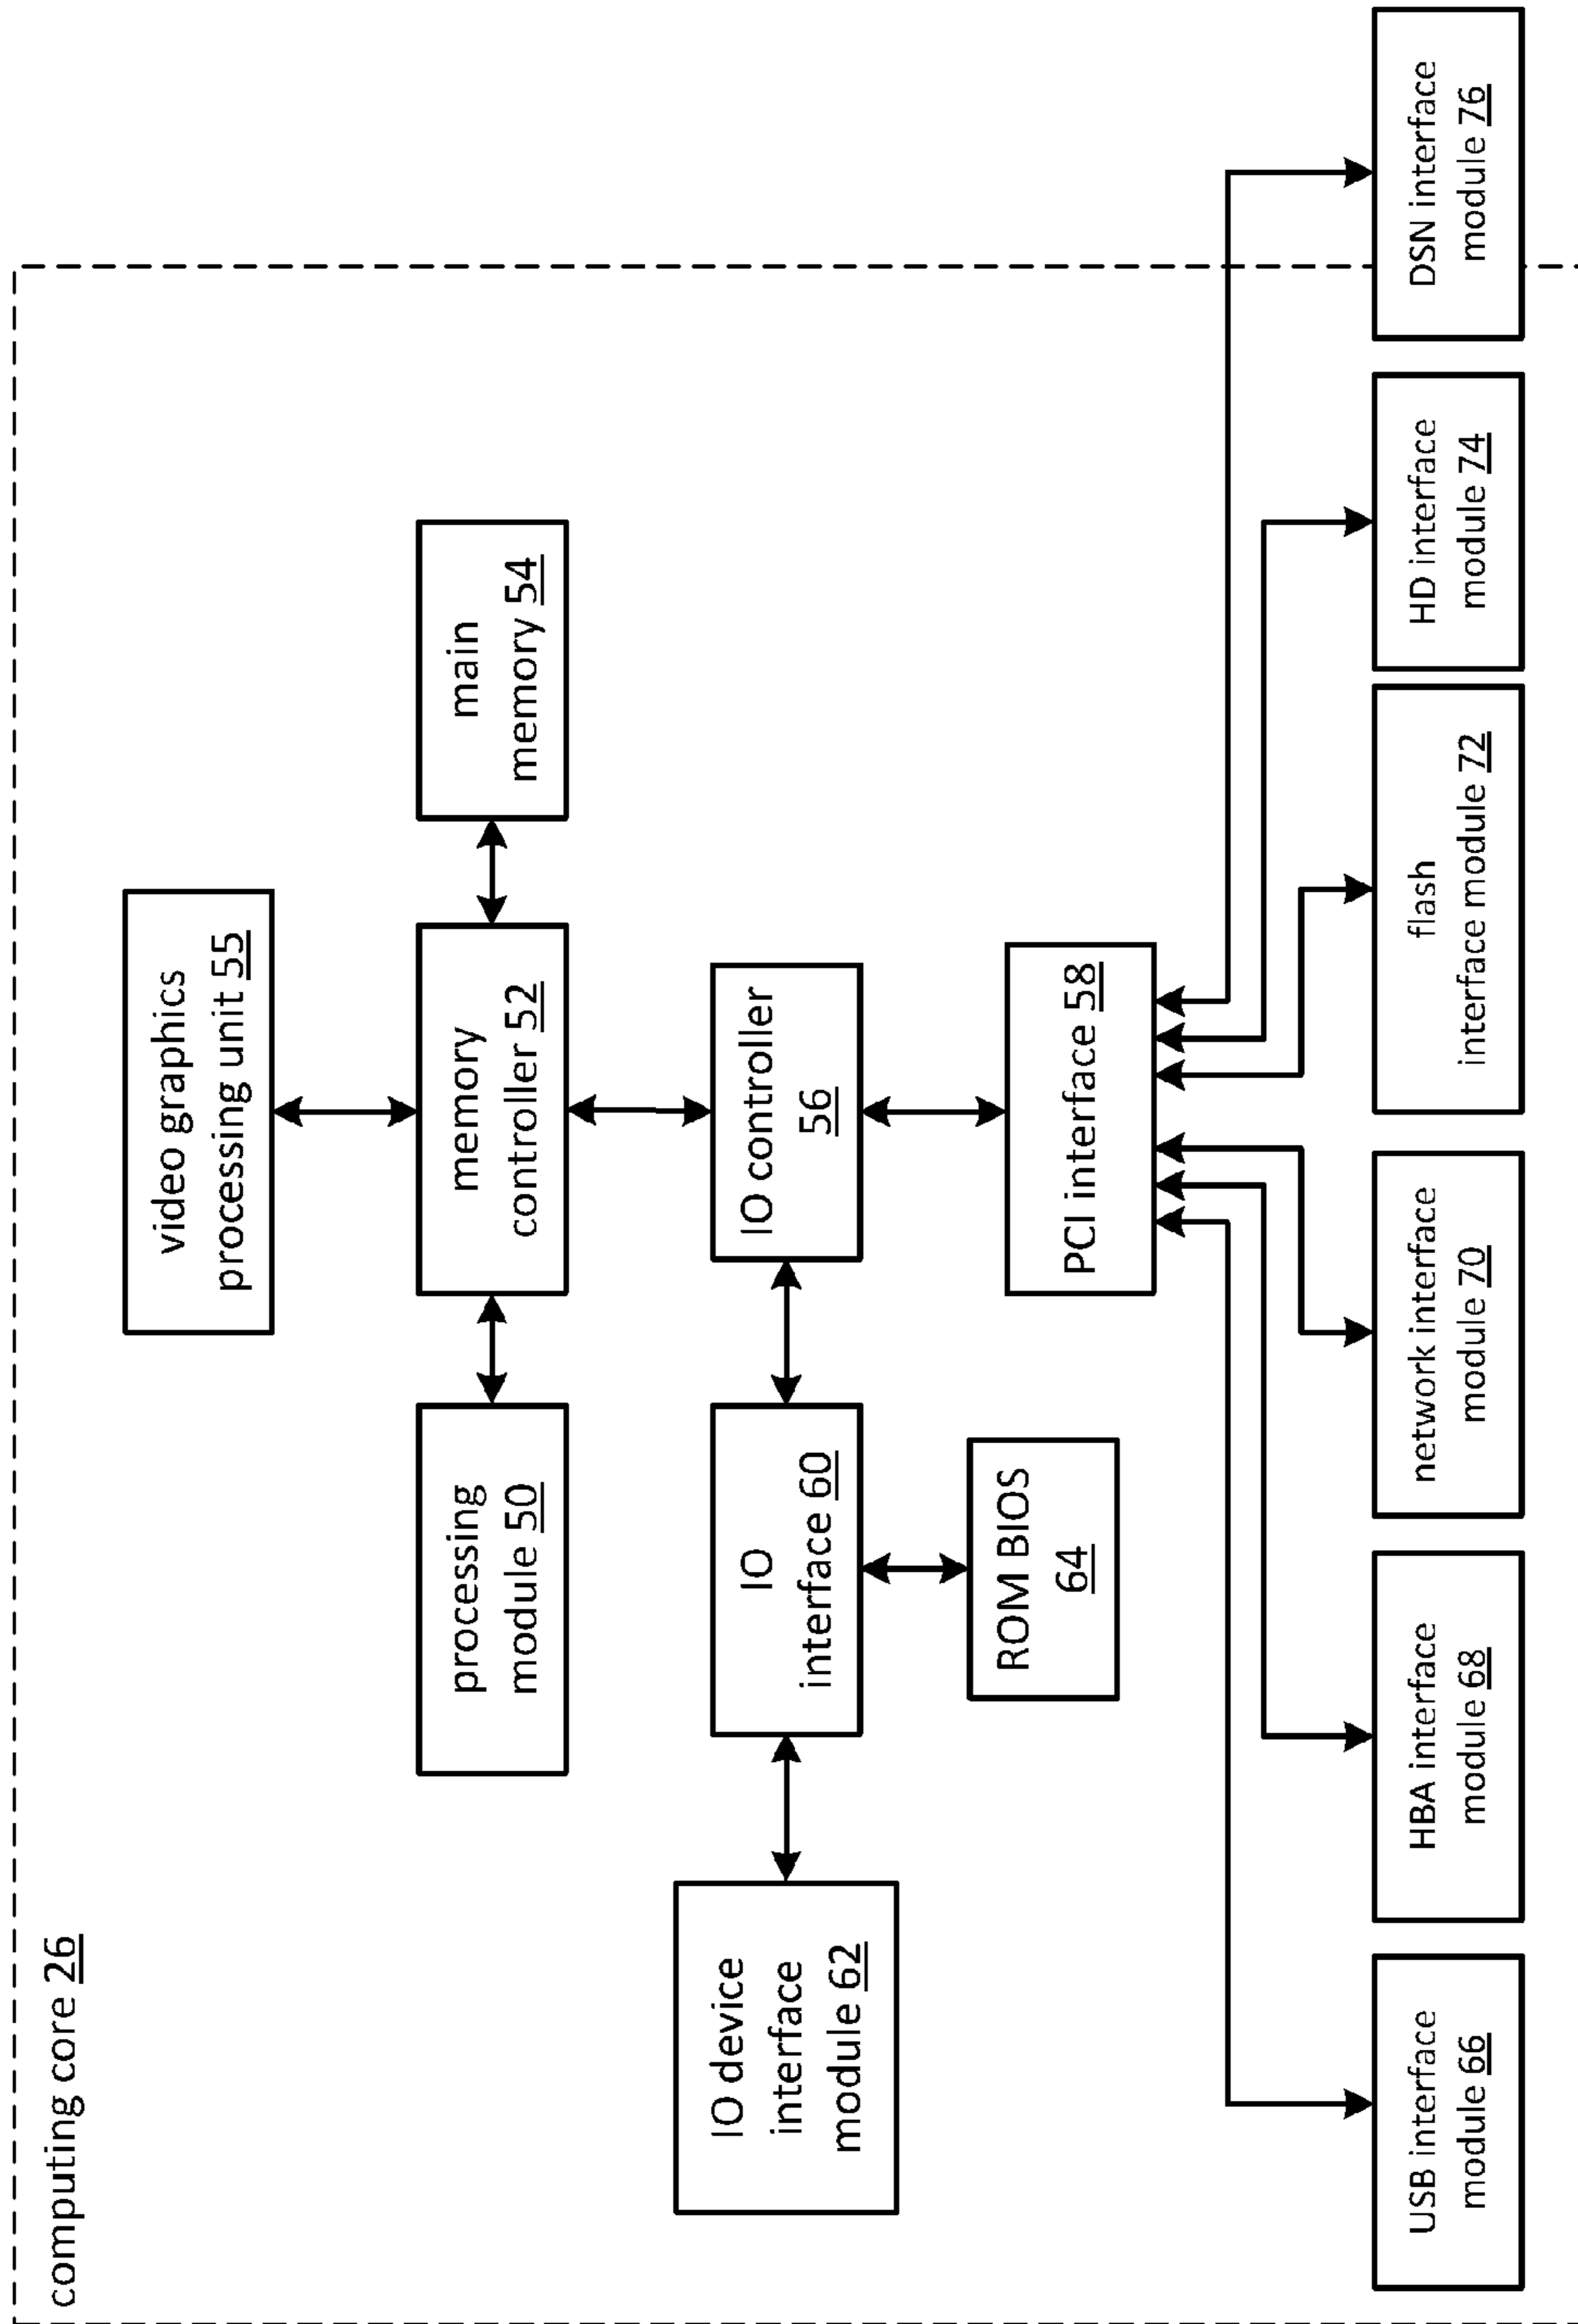 computing core 26
video graphics
processing unit 55
processing
module 50
memory
controller 52
main
memory 54
IO device
interface
module 62
IO
interface 60
IO controller
56
ROM BIOS
64
PCI interface 58
USB interface
module 66
HBA interface
module 68
network interface
module 70
flash
interface module 72
HD interface
module 74
DSN interface
module 76